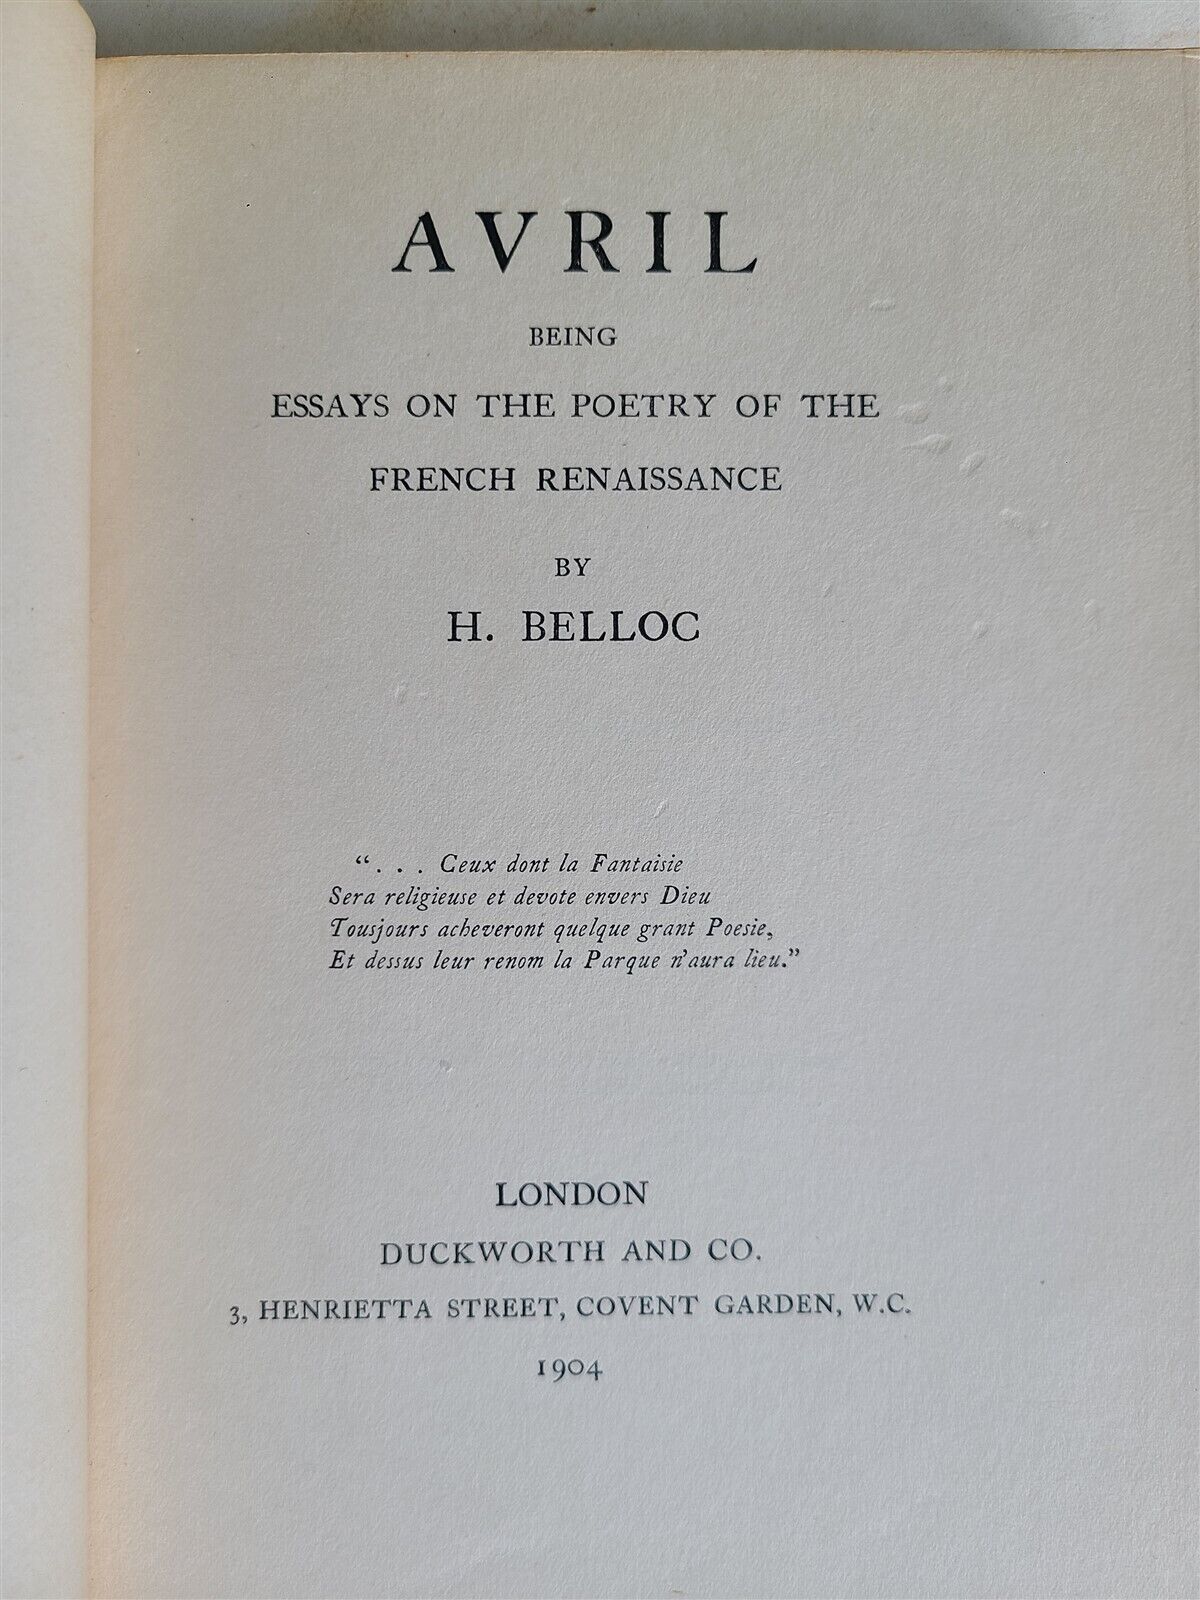 AVRIL
BEING
ESSAYS ON THE POETRY OF THE
FRENCH RENAISSANCE
BY
H. BELLOC
“. . . Ceux dont la Fantaisie
Sera religieuse et devote envers Dieu
Tousjours acheveront quelque grant Poesie,
Et dessus leur renom la Parque n’aura lieu.”
LONDON
DUCKWORTH AND CO.
3, HENRIETTA STREET, COVENT GARDEN, W.C.
1904